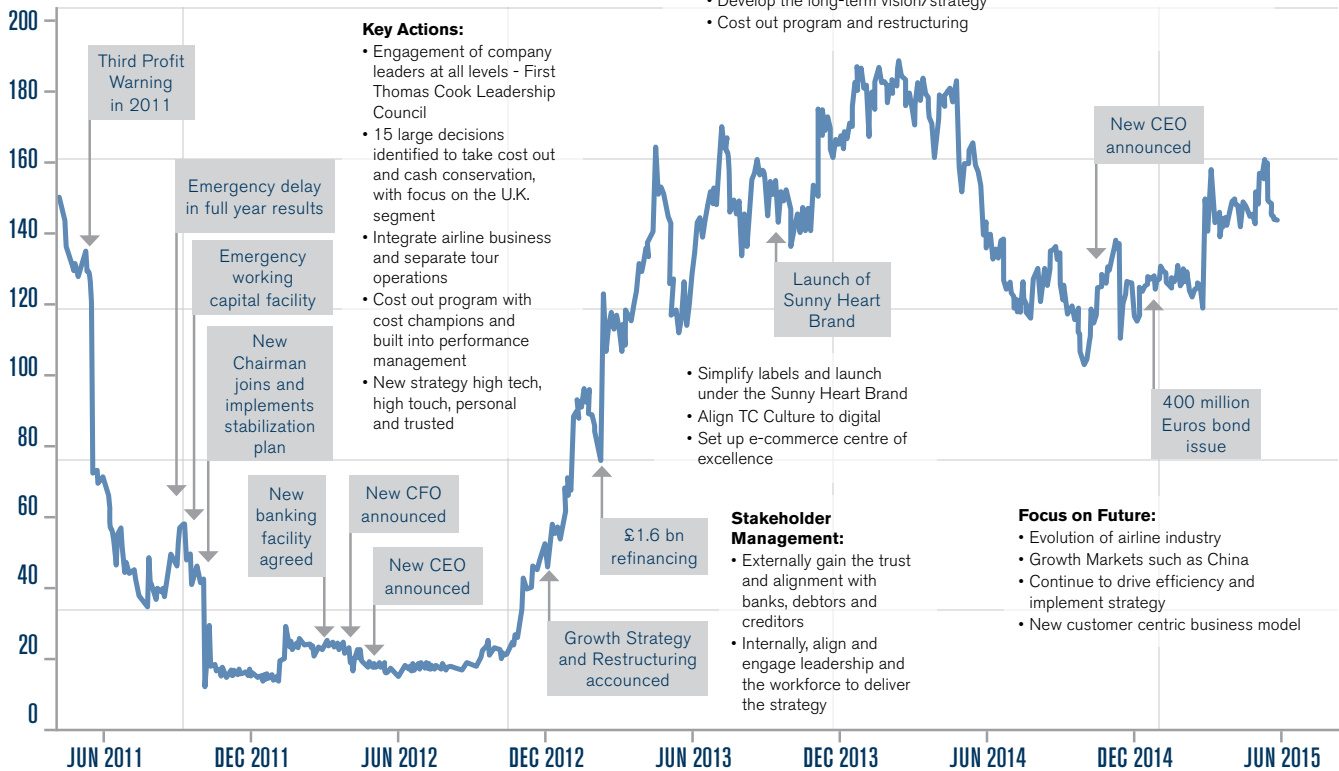 • Develop the long-term vision/strategy
• Cost out program and restructuring
200
180
160
140
120
100
80
60
40
20
0
Third Profit
Warning
in 2011
Emergency delay
in full year results
Emergency
working
capital facility
New
Chairman
joins and
implements
stabilization
plan
New
banking
facility
agreed
New CFO
announced
New CEO
announced
Key Actions:
• Engagement of company
leaders at all levels - First
Thomas Cook Leadership
Council
• 15 large decisions
identified to take cost out
and cash conservation,
with focus on the U.K.
segment
• Integrate airline business
and separate tour
operations
• Cost out program with
cost champions and
built into performance
management
• New strategy high tech,
high touch, personal
and trusted
Growth Strategy
and Restructuring
accounced
£1.6 bn
refinancing
Launch of
Sunny Heart
Brand
• Simplify labels and launch
under the Sunny Heart Brand
• Align TC Culture to digital
• Set up e-commerce centre of
excellence
Stakeholder
Management:
• Externally gain the trust
and alignment with
banks, debtors and
creditors
• Internally, align and
engage leadership and
the workforce to deliver
the strategy
New CEO
announced
400 million
Euros bond
issue
Focus on Future:
• Evolution of airline industry
• Growth Markets such as China
• Continue to drive efficiency and
implement strategy
• New customer centric business model
JUN 2011
DEC 2011
JUN 2012
DEC 2012
JUN 2013
DEC 2013
JUN 2014
DEC 2014
JUN 2015